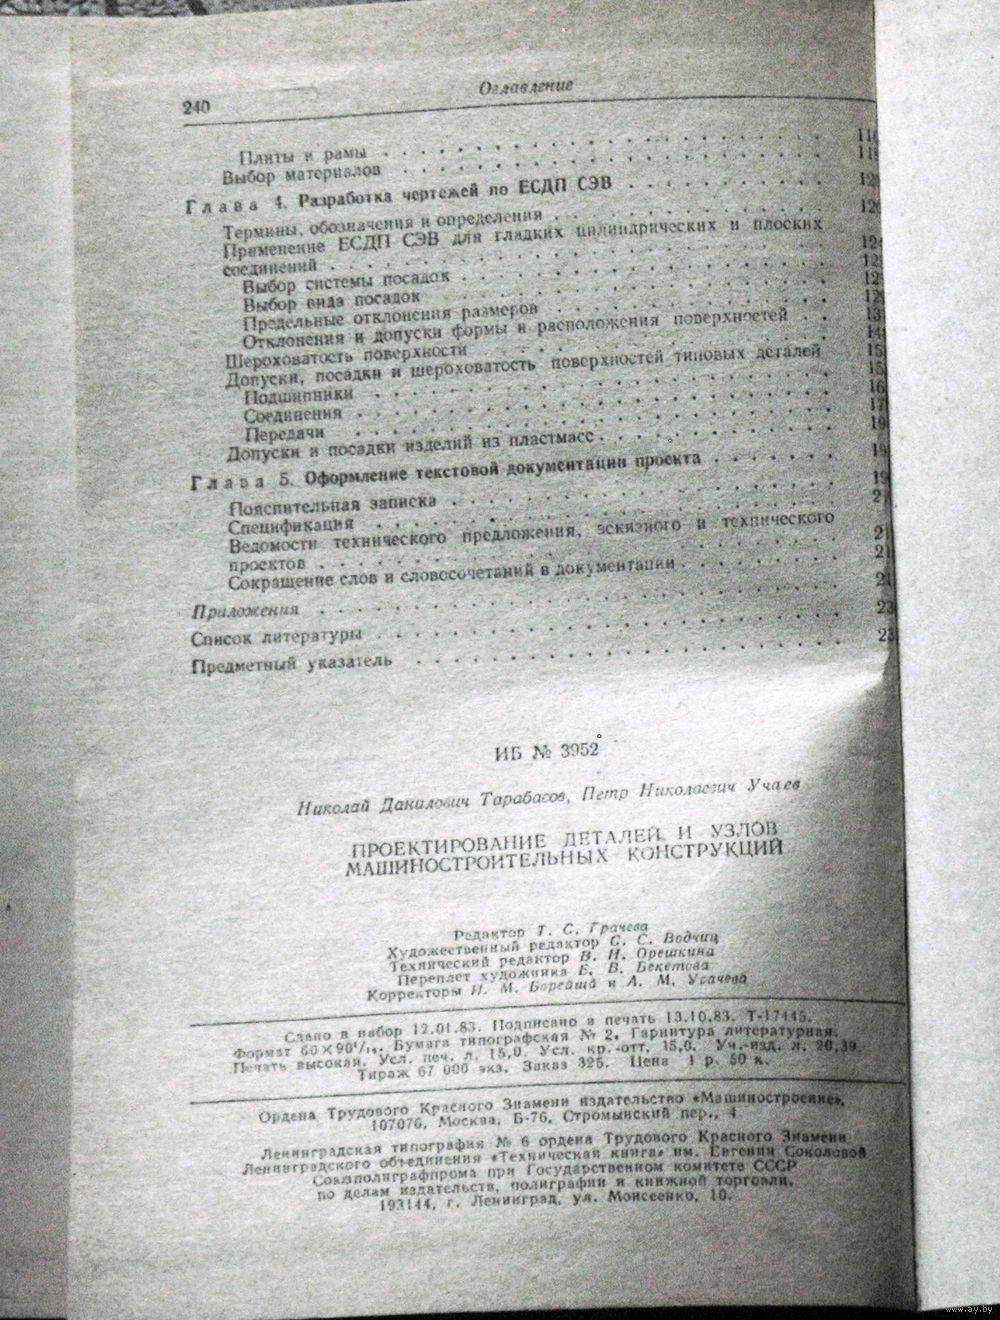 240
Оглавление
Плиты и рамы
Выбор материалов
Глава 4. Разработка чертежей по ЕСДП СЭВ
Термины, обозначения и определения
Применение ЕСДП СЭВ для гладких цилиндрических и плоских
соединений
Выбор системы посадок
Выбор вида посадок
Предельные отклонения размеров
Отклонения и допуски формы и расположения поверхностей
Шероховатость поверхности
Допуски, посадки и шероховатость поверхностей типовых деталей
Подшипники
Соединения
Передачи
Допуски и посадки изделий из пластмасс
Глава 5. Оформление текстовой документации проекта
Пояснительная записка
Спецификация
Ведомости технического предложения, эскизного и технического
проектов
Сокращение слов и словосочетаний в документации
Приложения
Список литературы
Предметный указатель
ИБ № 3952
Николай Данилович Тарабасов, Петр Николаевич Учаев
ПРОЕКТИРОВАНИЕ ДЕТАЛЕЙ И УЗЛОВ
МАШИНОСТРОИТЕЛЬНЫХ КОНСТРУКЦИЙ
Редактор Т. С. Грачева
Художественный редактор С. С. Водчиц
Технический редактор В. И. Орешкина
Переплет художника Е. В. Бекетова
Корректоры И. М. Борейша и А. М. Усачева
Сдано в набор 12.01.83. Подписано в печать 13.10.83. Т-17445.
Формат 60×90¹/₁₆. Бумага типографская № 2. Гарнитура литературная.
Печать высокая. Усл. печ. л. 15,0. Усл. кр.-отт. 15,0. Уч.-изд. л. 20,39.
Тираж 67 000 экз. Заказ 325. Цена 1 р. 50 к.
Ордена Трудового Красного Знамени издательство «Машиностроение»,
107076, Москва, Б-76, Стромынский пер., 4
Ленинградская типография № 6 ордена Трудового Красного Знамени
Ленинградского объединения «Техническая книга» им. Евгении Соколовой
Союзполиграфпрома при Государственном комитете СССР
по делам издательств, полиграфии и книжной торговли.
193144, г. Ленинград, ул. Моисеенко, 10.
www.ay.by